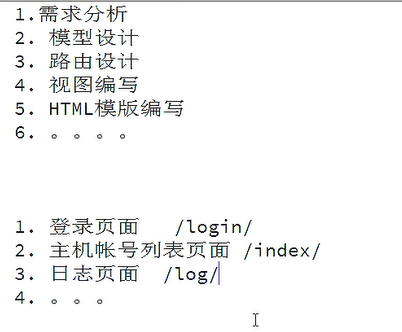 1.需求分析
2. 模型设计
3. 路由设计
4. 视图编写
5. HTML模版编写
6. 。。。。
1. 登录页面 /login/
2. 主机帐号列表页面 /index/
3. 日志页面 /log/
4. 。。。